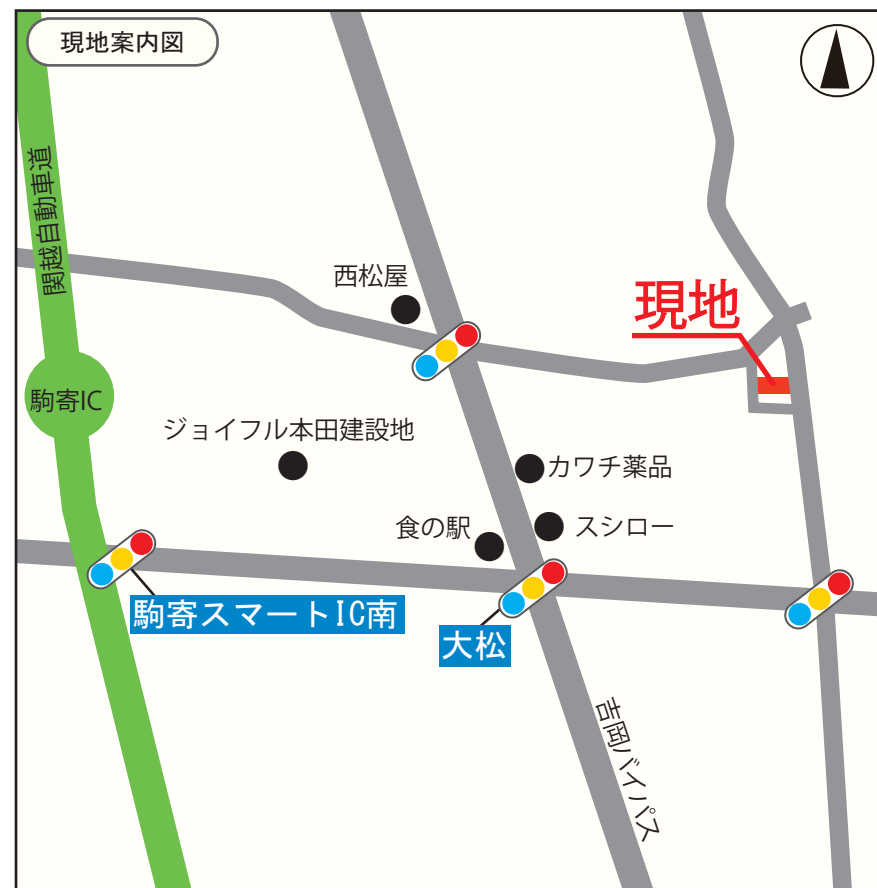 現地案内図
関越自動車道
西松屋
現地
駒寄IC
ジョイフル本田建設地
カワチ薬品
食の駅
スシロー
駒寄スマートIC南
大松
吉岡バイパス